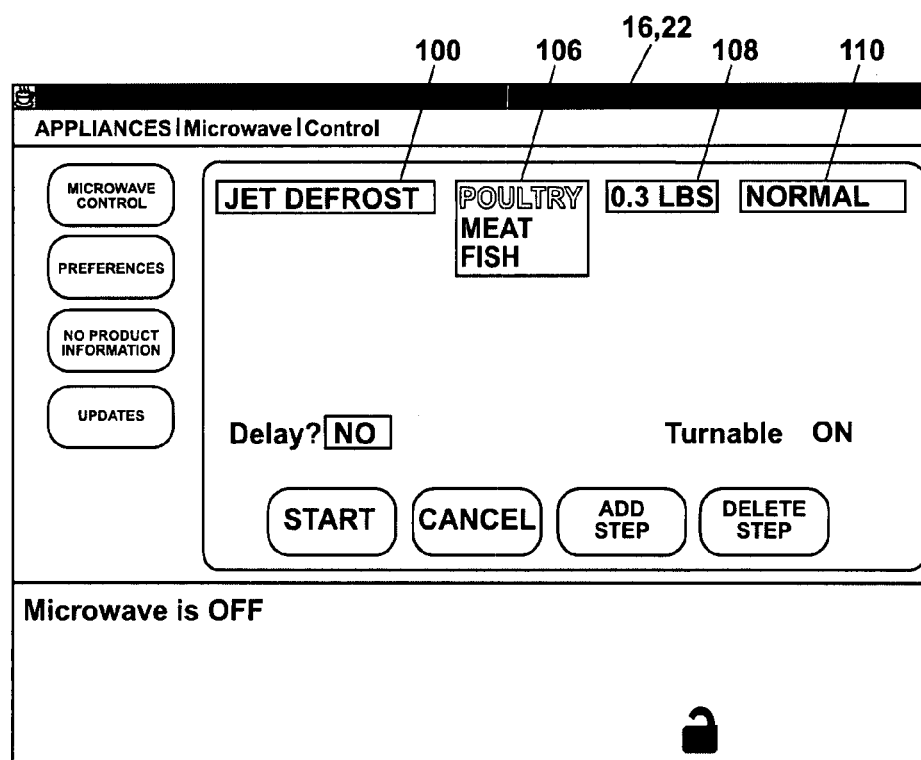 16,22
100 106 108 110
APPLIANCES | Microwave | Control
MICROWAVE
CONTROL
PREFERENCES
NO PRODUCT
INFORMATION
UPDATES
JET DEFROST POULTRY 0.3 LBS NORMAL
MEAT
FISH
Delay? NO Turnable ON
START CANCEL ADD
STEP DELETE
STEP
Microwave is OFF